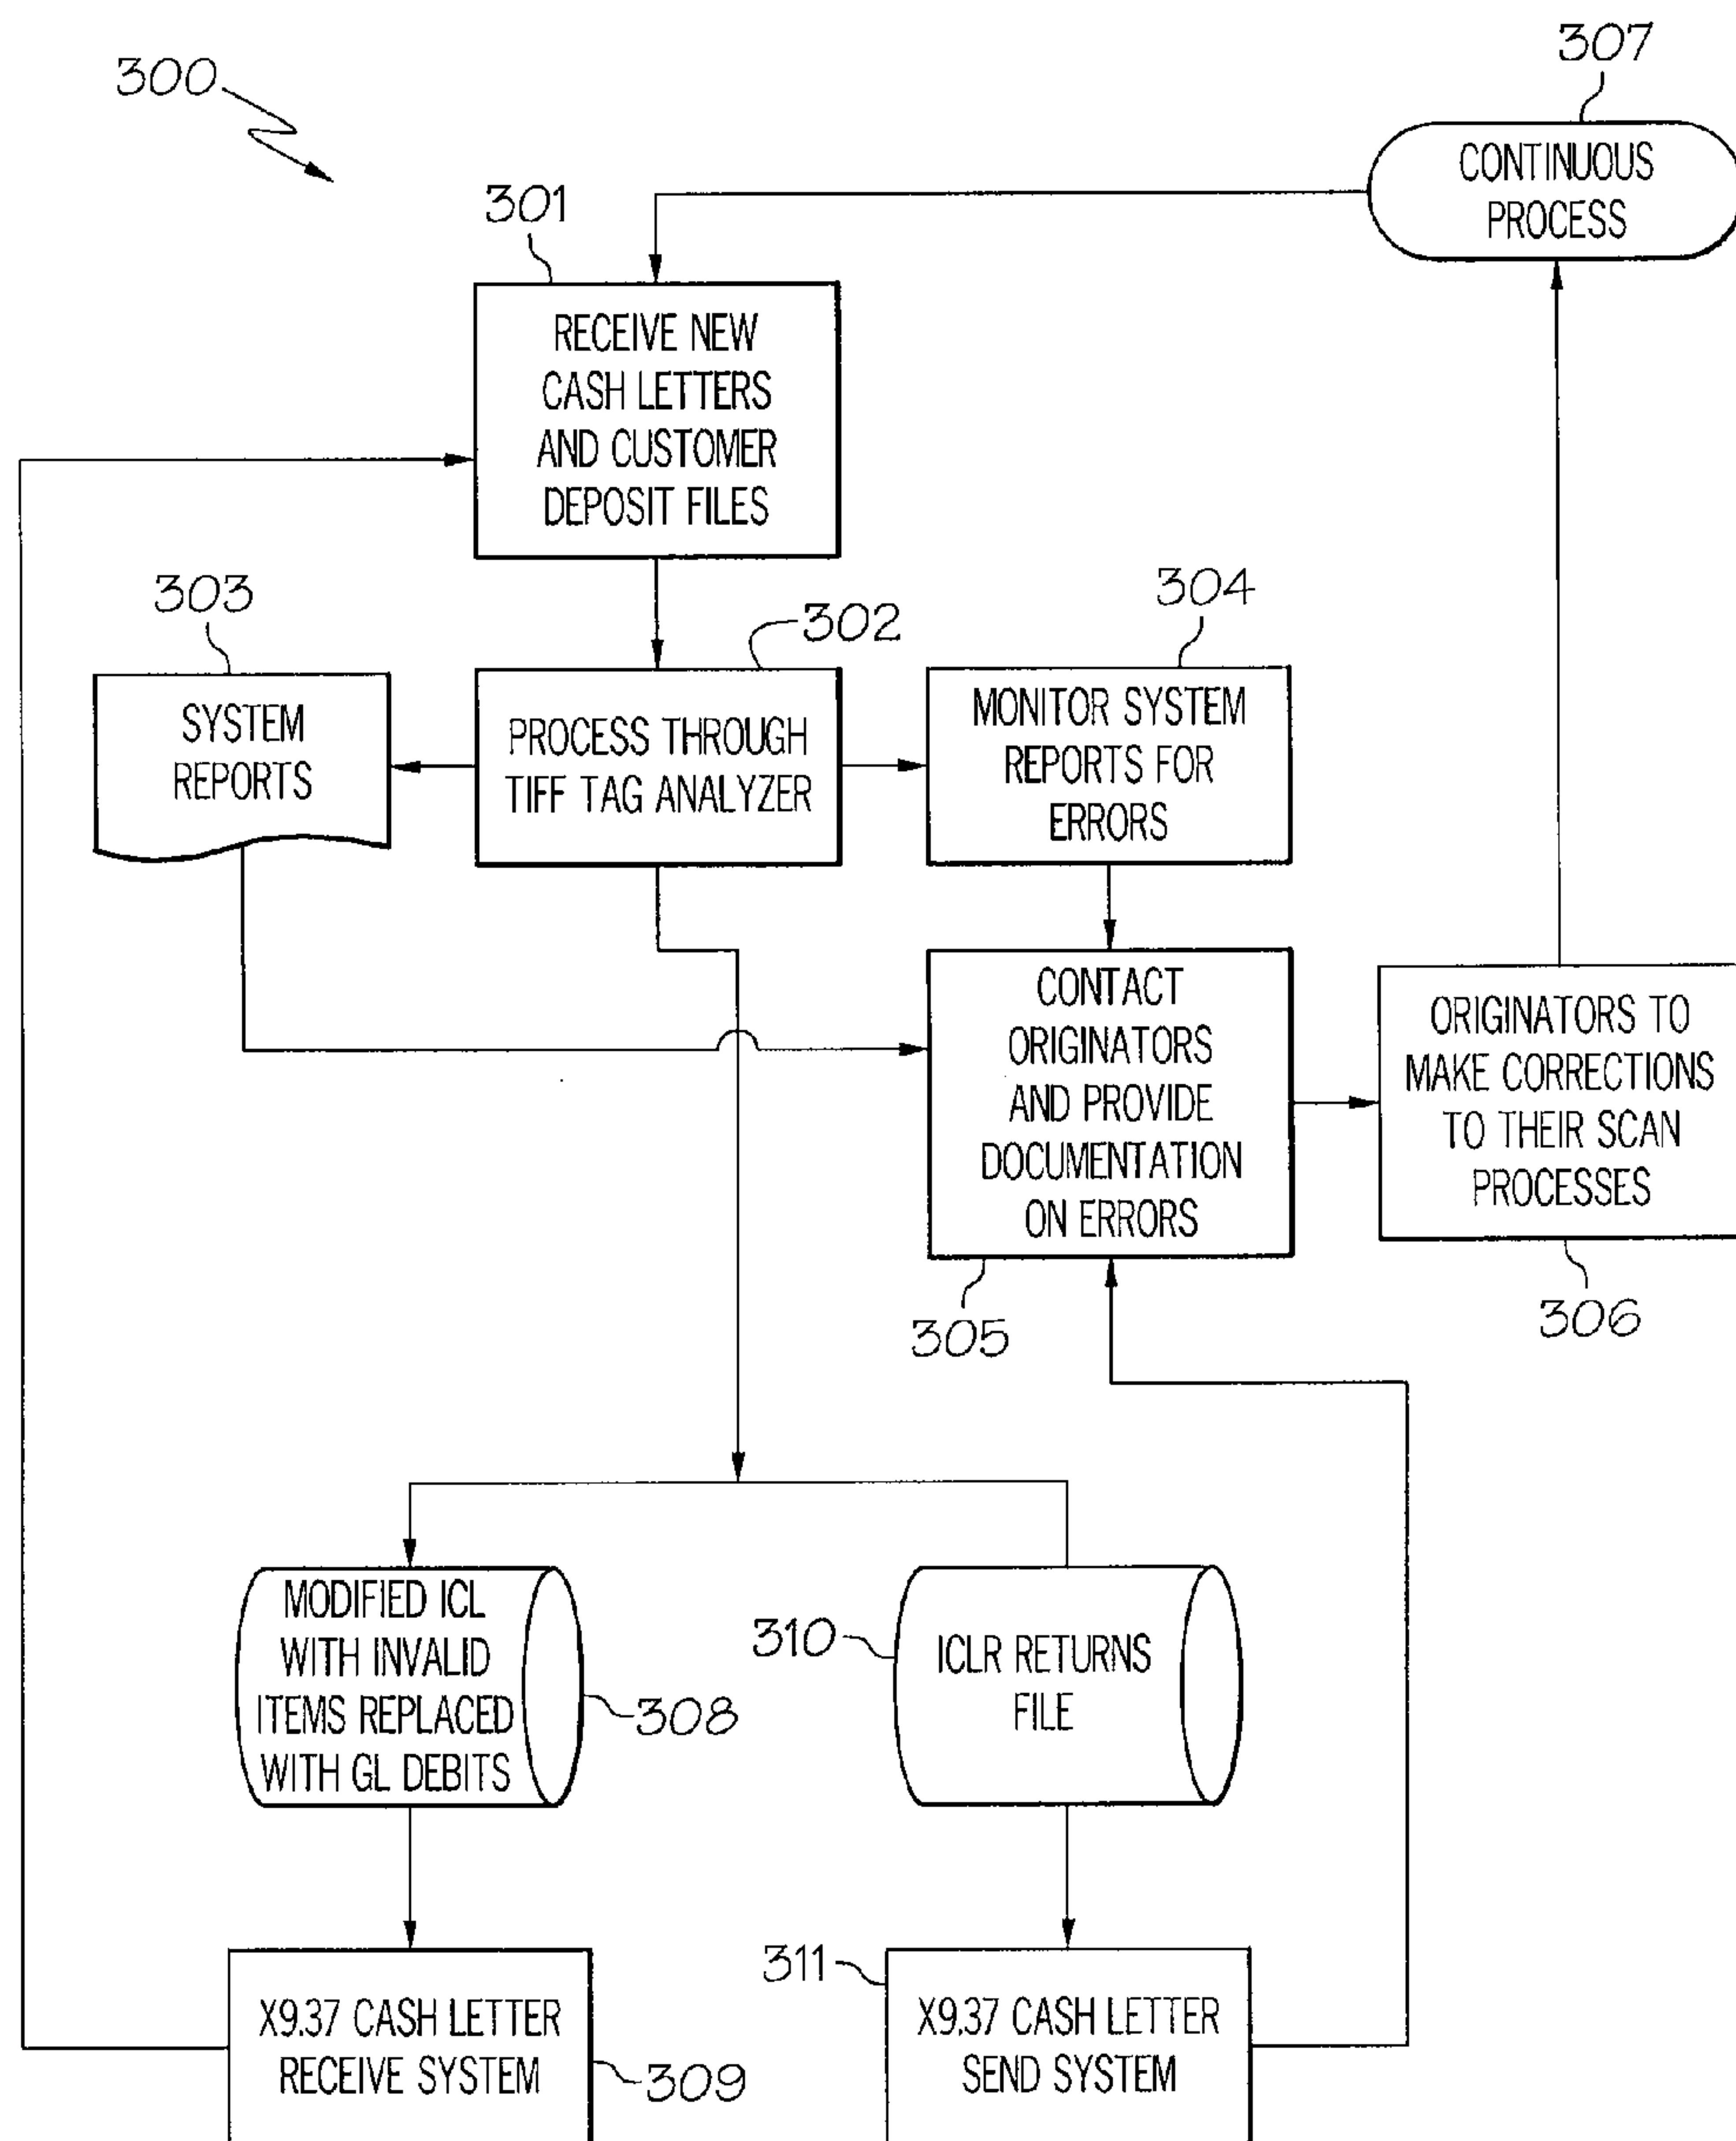 300
307
CONTINUOUS
PROCESS
301
RECEIVE NEW
CASH LETTERS
AND CUSTOMER
DEPOSIT FILES
303
SYSTEM
REPORTS
302
PROCESS THROUGH
TIFF TAG ANALYZER
304
MONITOR SYSTEM
REPORTS FOR
ERRORS
CONTACT
ORIGINATORS
AND PROVIDE
DOCUMENTATION
ON ERRORS
305
ORIGINATORS TO
MAKE CORRECTIONS
TO THEIR SCAN
PROCESSES
306
MODIFIED ICL
WITH INVALID
ITEMS REPLACED
WITH GL DEBITS
308
310
ICLR RETURNS
FILE
X9.37 CASH LETTER
RECEIVE SYSTEM
309
311
X9.37 CASH LETTER
SEND SYSTEM